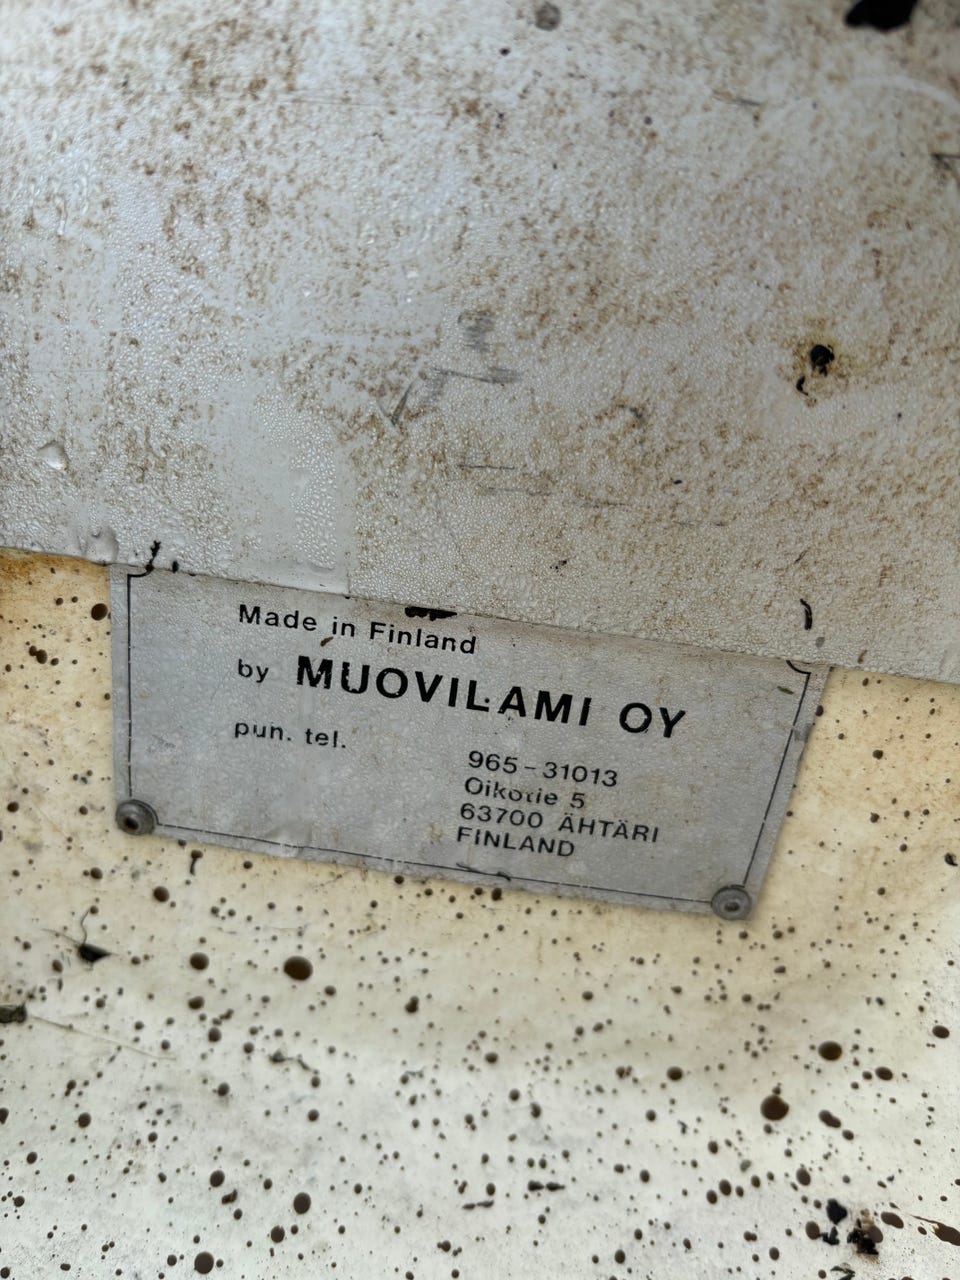 Made in Finland
by MUOVILAMI OY
pun. tel.
965-31013
Oikotie 5
63700 ÄHTÄRI
FINLAND